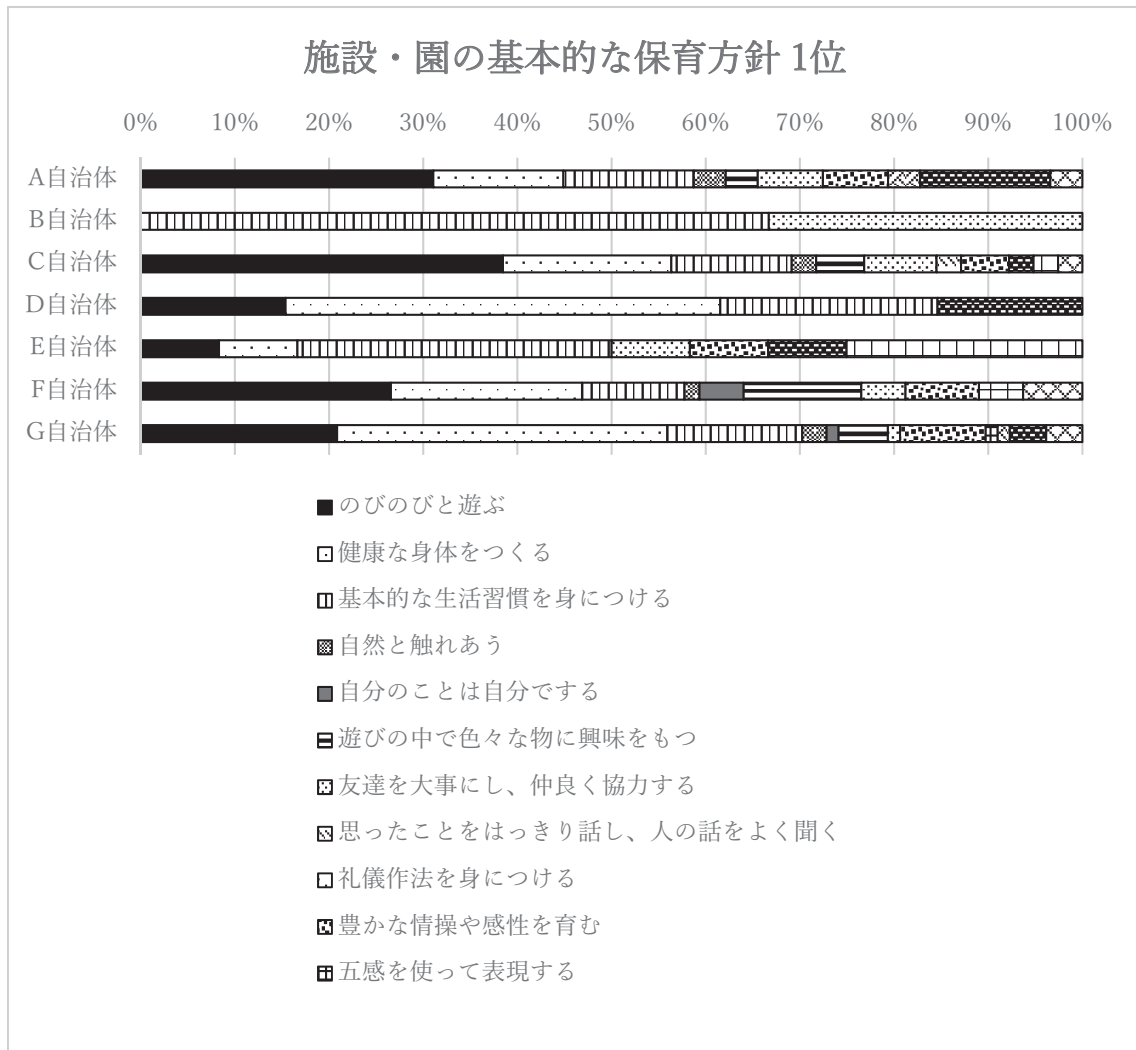 施設・園の基本的な保育方針 1位
0% 10% 20% 30% 40% 50% 60% 70% 80% 90% 100%
A自治体
B自治体
C自治体
D自治体
E自治体
F自治体
G自治体
のびのびと遊ぶ
健康な身体をつくる
基本的な生活習慣を身につける
自然と触れあう
自分のことは自分でする
遊びの中で色々な物に興味をもつ
友達を大事にし、仲良く協力する
思ったことをはっきり話し、人の話をよく聞く
礼儀作法を身につける
豊かな情操や感性を育む
五感を使って表現する